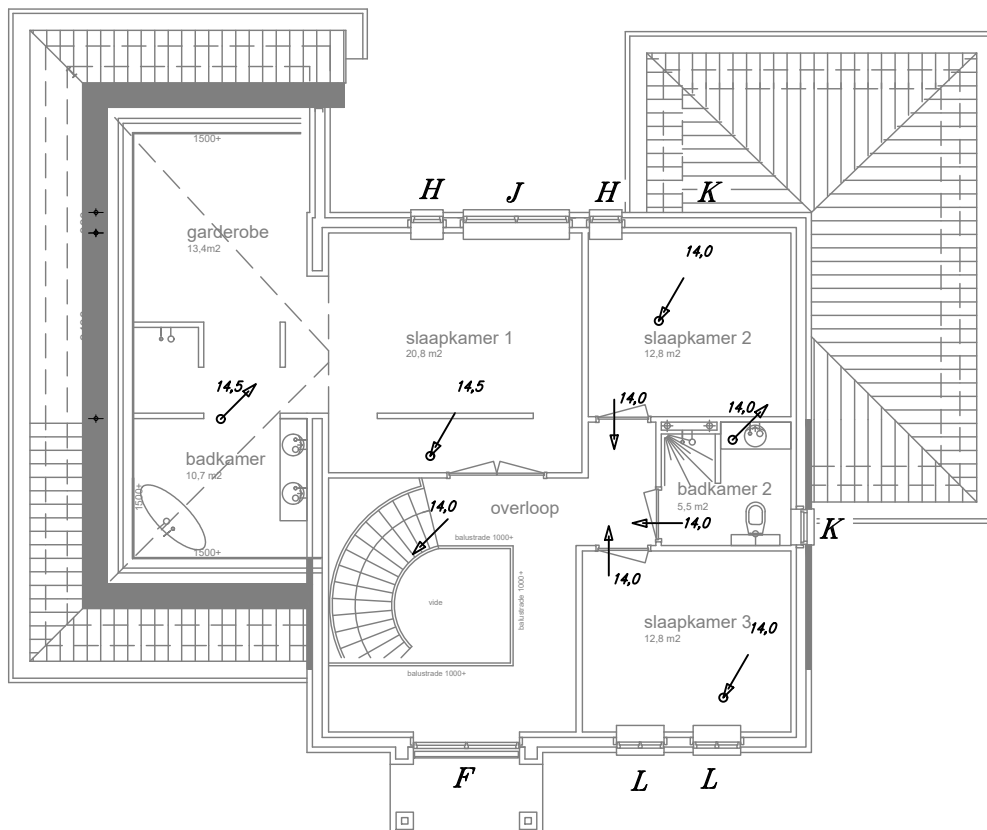 1500+
H
J
H
K
garderobe
13,4m2
14,0
slaapkamer 1
20,8 m2
slaapkamer 2
12,8 m2
14,5
14,5
14,0
14,0
badkamer
10,7 m2
1500+
1500+
14,0
overloop
badkamer 2
5,5 m2
14,0
K
balustrade 1000+
balustrade 1000+
vide
14,0
slaapkamer 3
12,8 m2
14,0
balustrade 1000+
F
L
L